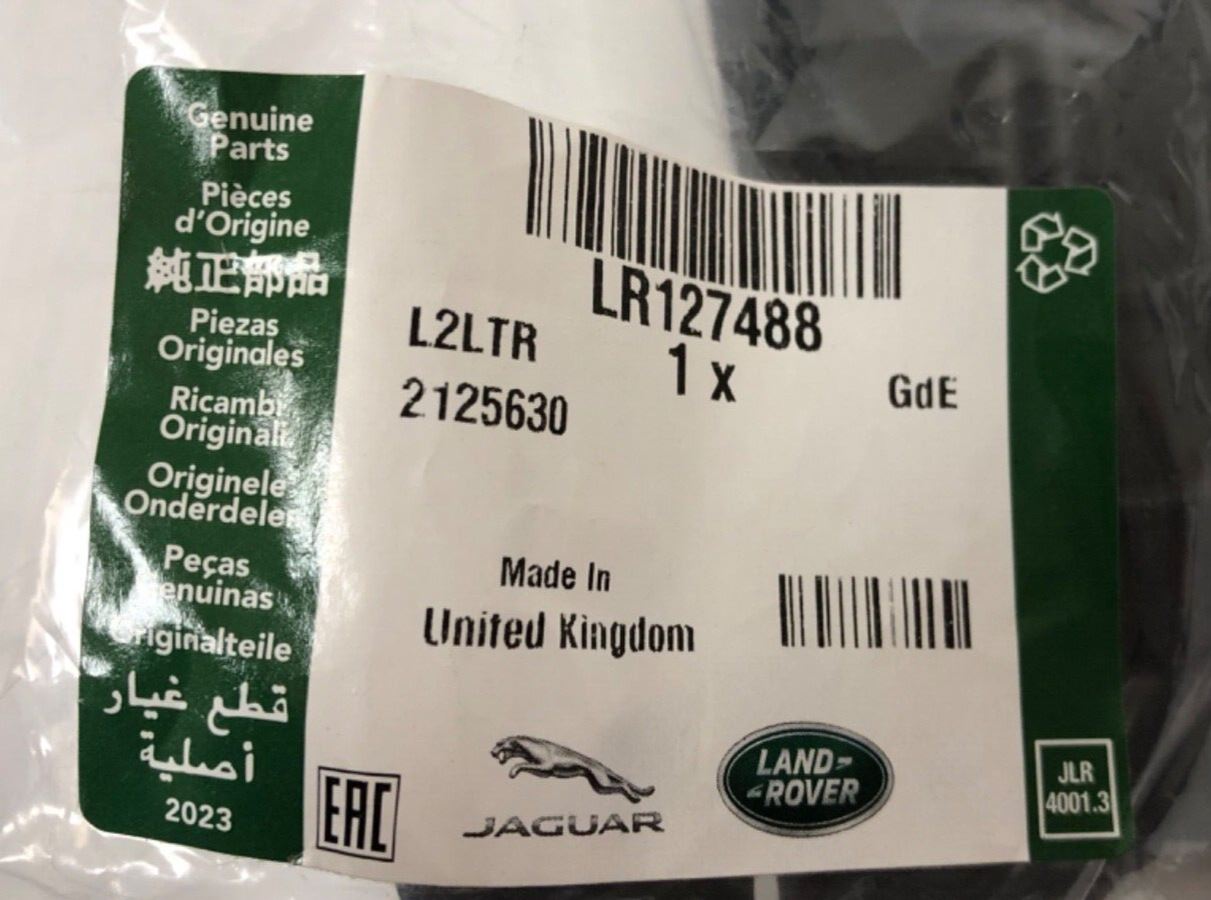 Genuine
Parts
Pièces
d'Origine
純正部品
Piezas
Originales
Ricambi
Originali
Originele
Onderdelen
Peças
Genuinas
Originalteile
قطع غيار
أصلية
2023
EAC
LR127488
L2LTR
1 x
GdE
2125630
Made In
United Kingdom
JAGUAR
LAND-
-ROVER
JLR
4001.3